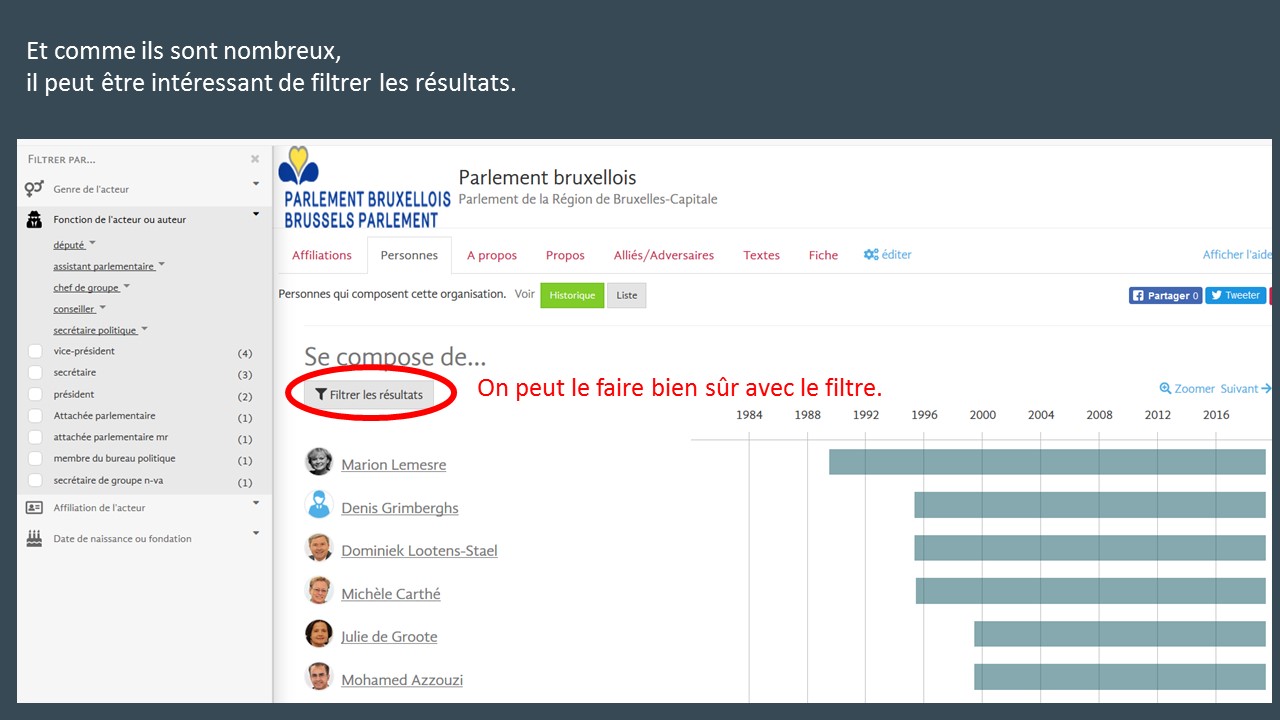 Et comme ils sont nombreux,
il peut être intéressant de filtrer les résultats.
Filtrer par...
Genre de l'acteur
Fonction de l'acteur ou auteur
député
assistant parlementaire
chef de groupe
conseiller
secrétaire politique
vice-président (4)
secrétaire (3)
président (2)
Attachée parlementaire (1)
attachée parlementaire mr (1)
membre du bureau politique (1)
secrétaire de groupe n-va (1)
Affiliation de l'acteur
Date de naissance ou fondation
PARLEMENT BRUXELLOIS
BRUSSELS PARLEMENT
Parlement bruxellois
Parlement de la Région de Bruxelles-Capitale
Affiliations Personnes A propos Propos Alliés/Adversaires Textes Fiche éditer Afficher l'aide
Personnes qui composent cette organisation. Voir Historique Liste Partager 0 Tweeter
Se compose de...
Filtrer les résultats On peut le faire bien sûr avec le filtre. Zoomer Suivant
1984 1988 1992 1996 2000 2004 2008 2012 2016
Marion Lemesre
Denis Grimberghs
Dominiek Lootens-Stael
Michèle Carthé
Julie de Groote
Mohamed Azzouzi